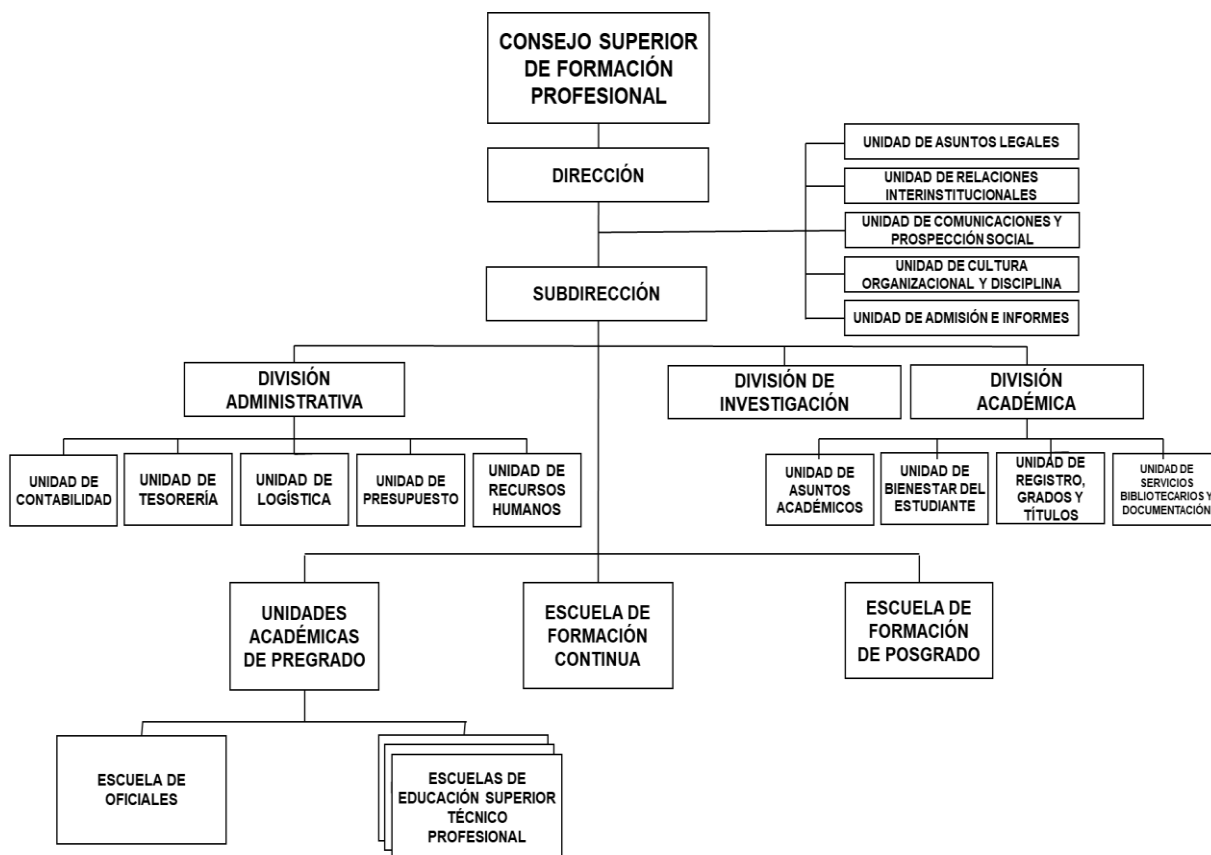 CONSEJO SUPERIOR
DE FORMACIÓN
PROFESIONAL
DIRECCIÓN
UNIDAD DE ASUNTOS LEGALES
UNIDAD DE RELACIONES
INTERINSTITUCIONALES
UNIDAD DE COMUNICACIONES Y
PROSPECCIÓN SOCIAL
UNIDAD DE CULTURA
ORGANIZACIONAL Y DISCIPLINA
UNIDAD DE ADMISIÓN E INFORMES
SUBDIRECCIÓN
DIVISIÓN
ADMINISTRATIVA
DIVISIÓN DE
INVESTIGACIÓN
DIVISIÓN
ACADÉMICA
UNIDAD DE
CONTABILIDAD
UNIDAD DE
TESORERÍA
UNIDAD DE
LOGÍSTICA
UNIDAD DE
PRESUPUESTO
UNIDAD DE
RECURSOS
HUMANOS
UNIDAD DE
ASUNTOS
ACADÉMICOS
UNIDAD DE
BIENESTAR DEL
ESTUDIANTE
UNIDAD DE
REGISTRO,
GRADOS Y
TÍTULOS
UNIDAD DE
SERVICIOS
BIBLIOTECARIOS Y
DOCUMENTACIÓN
UNIDADES
ACADÉMICAS
DE PREGRADO
ESCUELA DE
FORMACIÓN
CONTINUA
ESCUELA DE
FORMACIÓN
DE POSGRADO
ESCUELA DE
OFICIALES
ESCUELAS DE
EDUCACIÓN SUPERIOR
TÉCNICO
PROFESIONAL